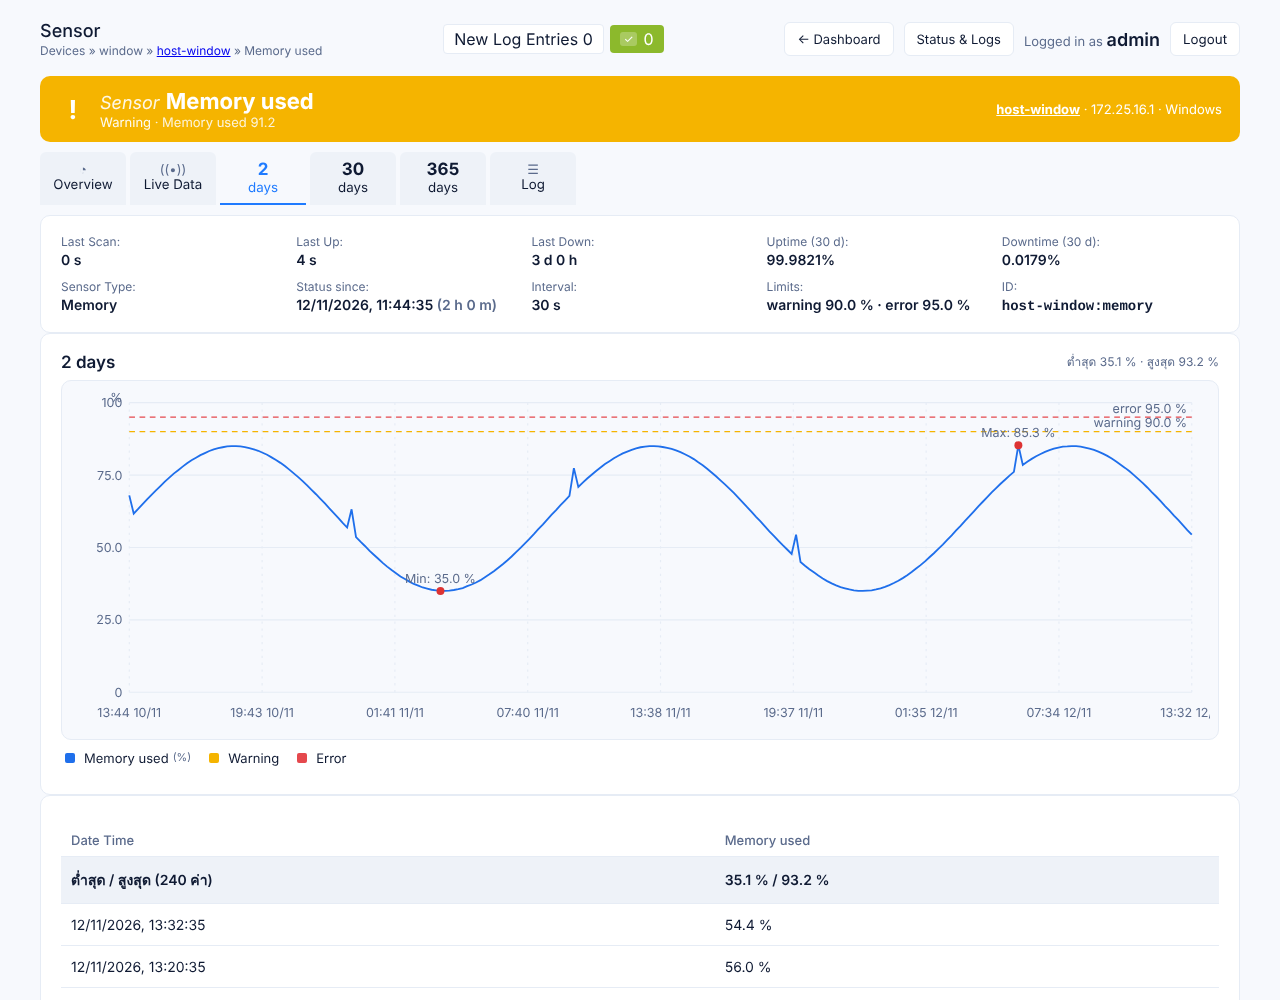 Sensor
Devices » window » host-window » Memory used
New Log Entries 0
0
← Dashboard
Status & Logs
Logged in as admin
Logout
! Sensor Memory used
Warning · Memory used 91.2
host-window · 172.25.16.1 · Windows
Overview
((•)) Live Data
2 days
30 days
365 days
☰ Log
Last Scan:
0 s
Last Up:
4 s
Last Down:
3 d 0 h
Uptime (30 d):
99.9821%
Downtime (30 d):
0.0179%
Sensor Type:
Memory
Status since:
12/11/2026, 11:44:35 (2 h 0 m)
Interval:
30 s
Limits:
warning 90.0 % · error 95.0 %
ID:
host-window:memory
2 days
ต่ำสุด 35.1 % · สูงสุด 93.2 %
%
100
error 95.0 %
warning 90.0 %
Max: 85.3 %
75.0
50.0
Min: 35.0 %
25.0
0
13:44 10/11
19:43 10/11
01:41 11/11
07:40 11/11
13:38 11/11
19:37 11/11
01:35 12/11
07:34 12/11
13:32 12,
Memory used (%)
Warning
Error
Date Time
Memory used
ต่ำสุด / สูงสุด (240 ค่า)
35.1 % / 93.2 %
12/11/2026, 13:32:35
54.4 %
12/11/2026, 13:20:35
56.0 %